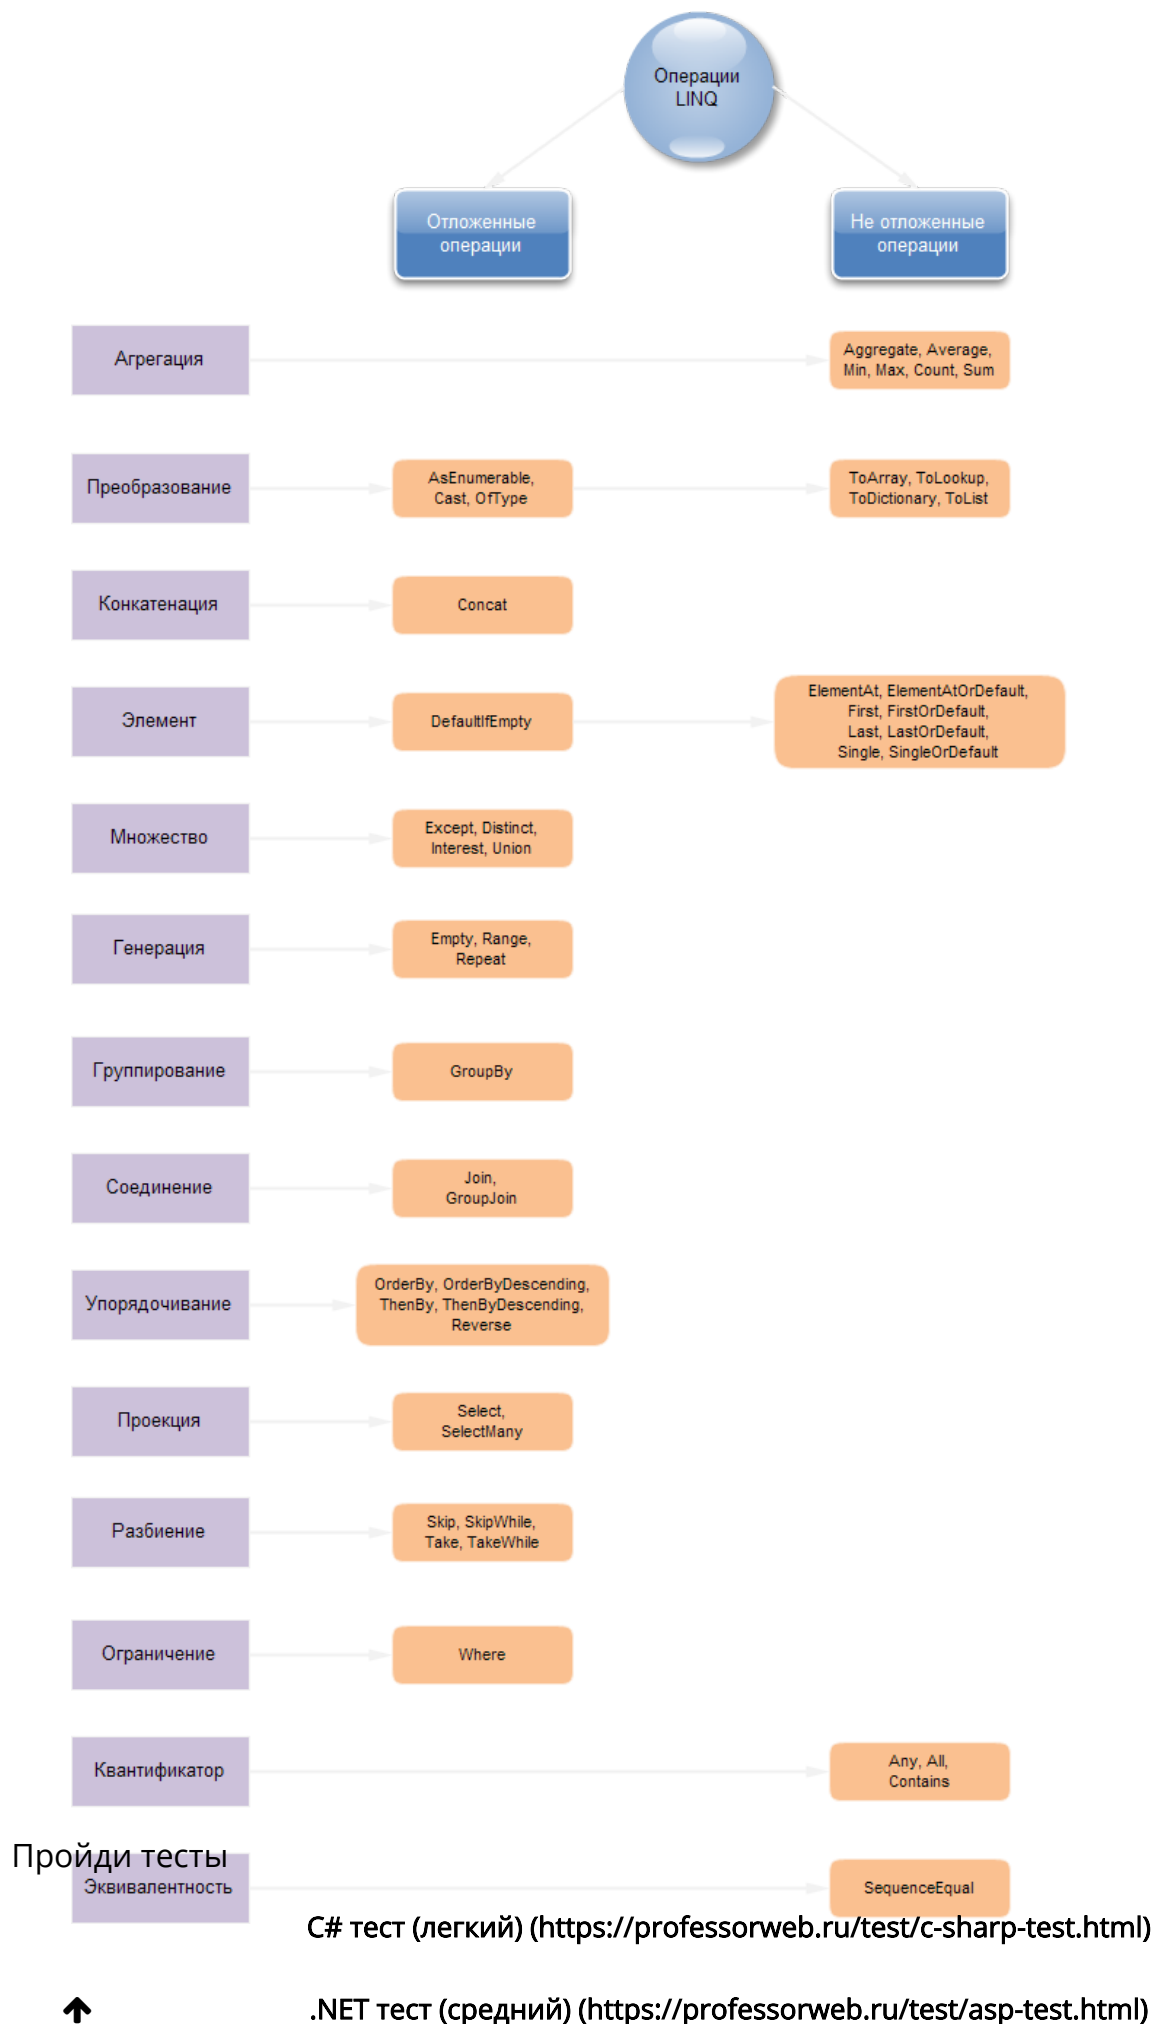 Операции
LINQ
Отложенные
операции
Не отложенные
операции
Агрегация
Aggregate, Average,
Min, Max, Count, Sum
Преобразование
AsEnumerable,
Cast, OfType
ToArray, ToLookup,
ToDictionary, ToList
Конкатенация
Concat
Элемент
DefaultIfEmpty
ElementAt, ElementAtOrDefault,
First, FirstOrDefault,
Last, LastOrDefault,
Single, SingleOrDefault
Множество
Except, Distinct,
Interest, Union
Генерация
Empty, Range,
Repeat
Группирование
GroupBy
Соединение
Join,
GroupJoin
Упорядочивание
OrderBy, OrderByDescending,
ThenBy, ThenByDescending,
Reverse
Проекция
Select,
SelectMany
Разбиение
Skip, SkipWhile,
Take, TakeWhile
Ограничение
Where
Квантификатор
Any, All,
Contains
Пройди тесты
Эквивалентность
SequenceEqual
C# тест (легкий) (https://professorweb.ru/test/c-sharp-test.html)
.NET тест (средний) (https://professorweb.ru/test/asp-test.html)